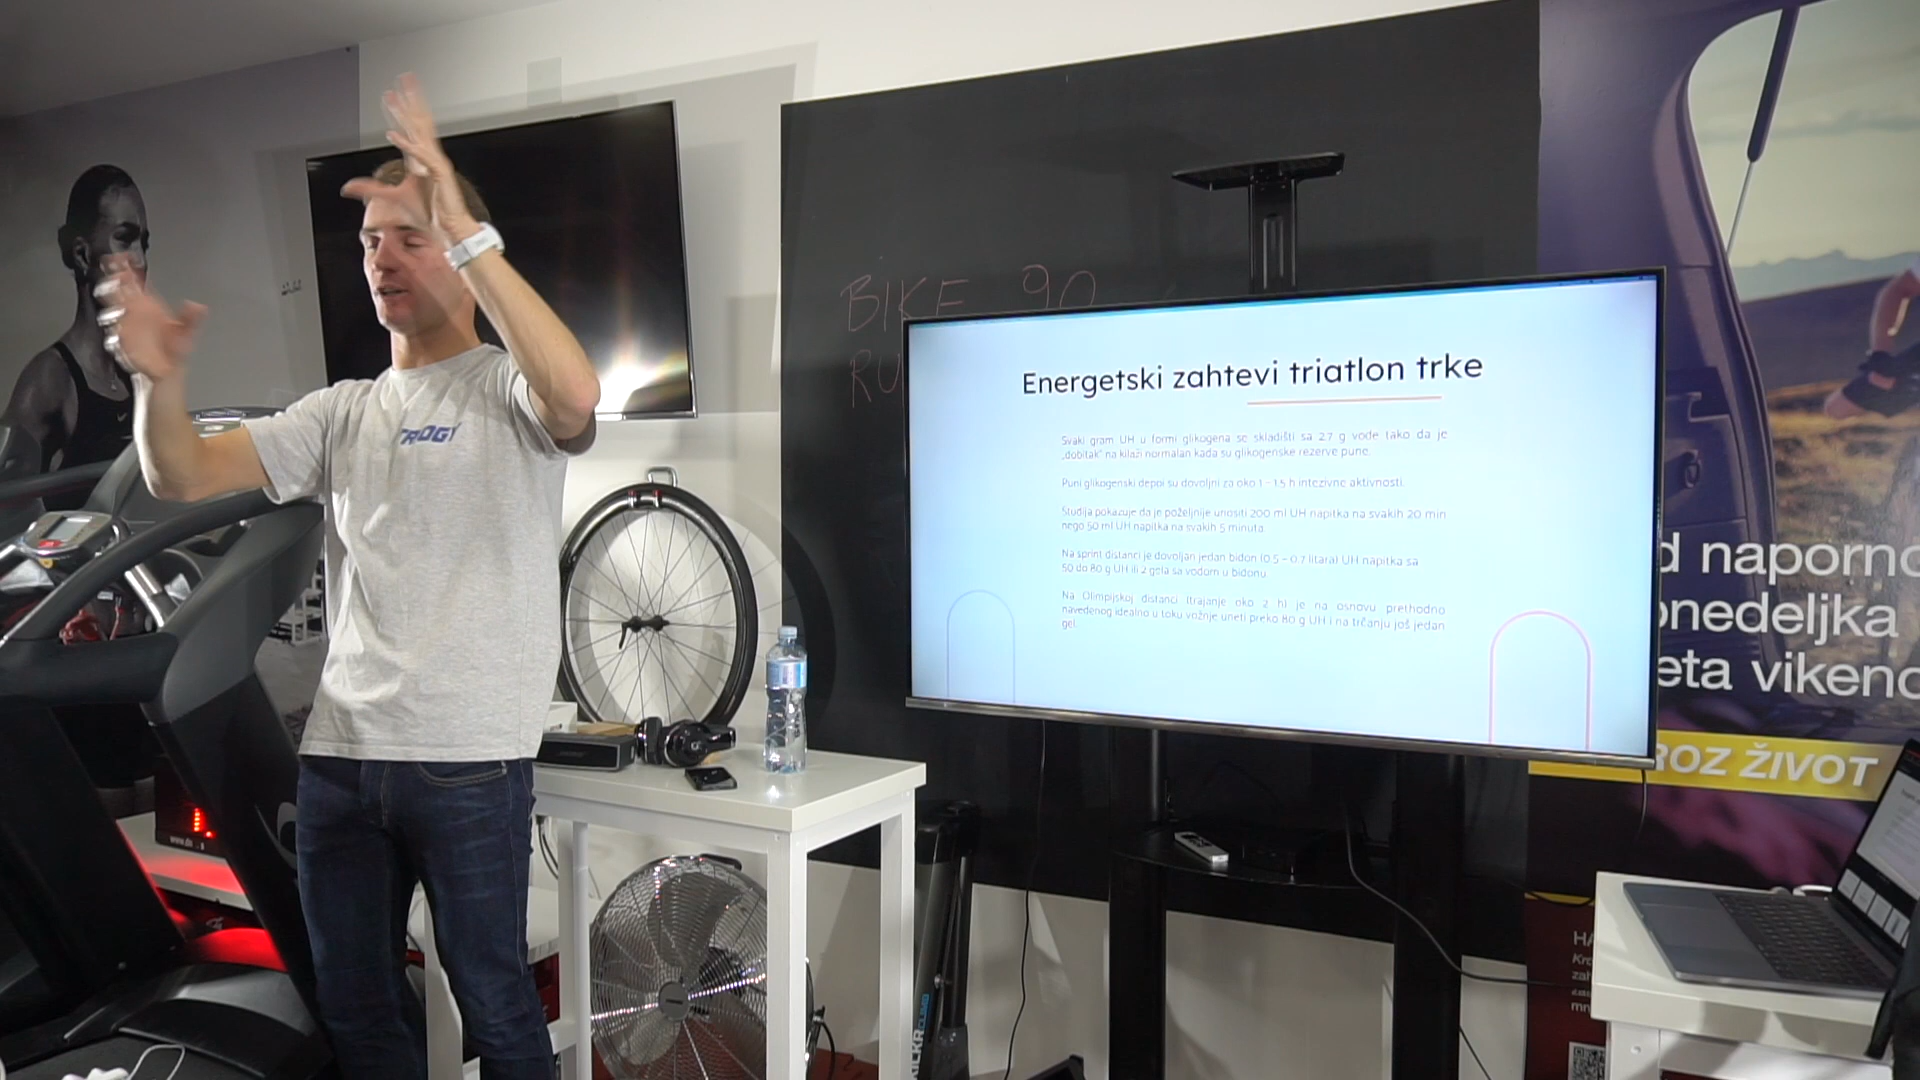 BIKE 90
RU
TRILOGY
Energetski zahtevi triatlon trke
Svaki gram UH u formi glikogena se skladišti sa 2.7 g vode tako da je
„dobitak" na kilaži normalan kada su glikogenske rezerve pune.
Puni glikogenski depoi su dovoljni za oko 1 - 1.5 h intezivne aktivnosti.
Studija pokazuje da je poželjnije unositi 200 ml UH napitka na svakih 20 min
nego 50 ml UH napitka na svakih 5 minuta.
Na sprint distanci je dovoljan jedan bidon (0.5 – 0.7 litara) UH napitka sa
50 do 80 g UH ili 2 gela sa vodom u bidonu.
Na Olimpijskoj distanci (trajanje oko 2 h) je na osnovu prethodno
navedenog idealno u toku vožnje uneti preko 80 g UH i na trčanju još jedan
gel.
d naporno
onedeljka
eta vikend
ROZ ŽIVOT